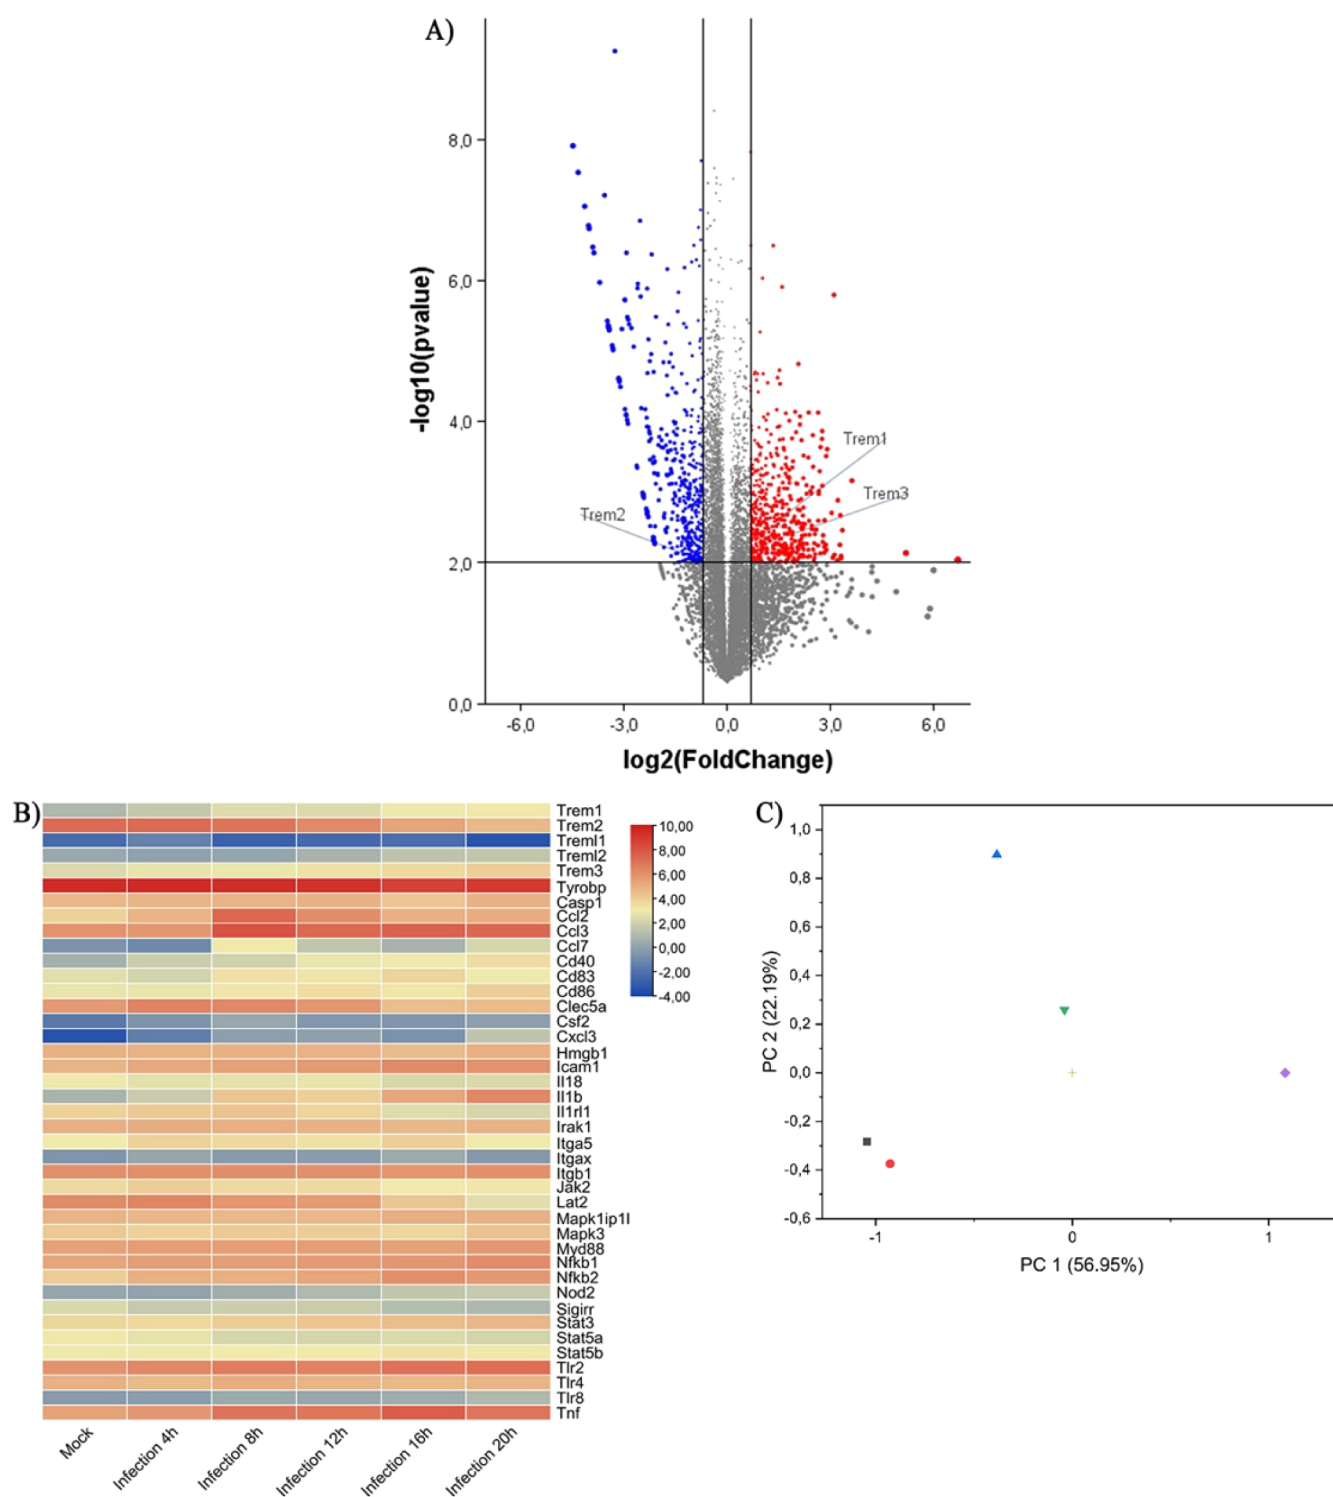 A)
8,0
6,0
4,0
2,0
0,0
-log10(pvalue)
Trem1
Trem3
Trem2
-6,0 -3,0 0,0 3,0 6,0
log2(FoldChange)
B)
Trem1
Trem2
Treml1
Treml2
Trem3
Tyrobp
Casp1
Ccl2
Ccl3
Ccl7
Cd40
Cd83
Cd86
Clec5a
Csf2
Cxcl3
Hmgb1
Icam1
Il18
Il1b
Il1rl1
Irak1
Itga5
Itgax
Itgb1
Jak2
Lat2
Mapk1ip1l
Mapk3
Myd88
Nfkb1
Nfkb2
Nod2
Sigirr
Stat3
Stat5a
Stat5b
Tlr2
Tlr4
Tlr8
Tnf
Mock
Infection 4h
Infection 8h
Infection 12h
Infection 16h
Infection 20h
10,00
8,00
6,00
4,00
2,00
0,00
-2,00
-4,00
C)
1,0
0,8
0,6
0,4
0,2
0,0
-0,2
-0,4
-0,6
PC 2 (22.19%)
-1 0 1
PC 1 (56.95%)